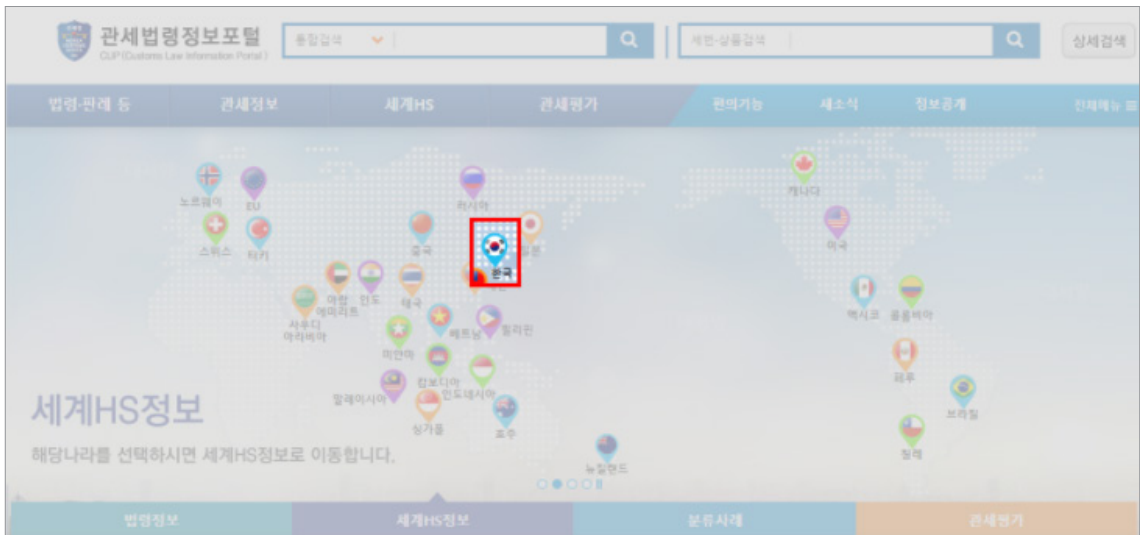 관세법령정보포털
CLIP(Customs Law Information Portal)
통합검색
세번-상품검색
상세검색
법령·판례 등 관세정보 세계HS 관세평가 편의기능 새소식 정보공개 전체메뉴
노르웨이 EU 러시아 캐나다
스위스 터키 중국 한국 일본 미국
아랍에미리트 인도 태국
사우디아라비아 미얀마 베트남 필리핀 멕시코 콜롬비아
캄보디아 페루
말레이시아 인도네시아
싱가폴 호주 브라질
세계HS정보
해당나라를 선택하시면 세계HS정보로 이동합니다.
뉴질랜드 칠레
법령정보 세계HS정보 분류사례 관세평가